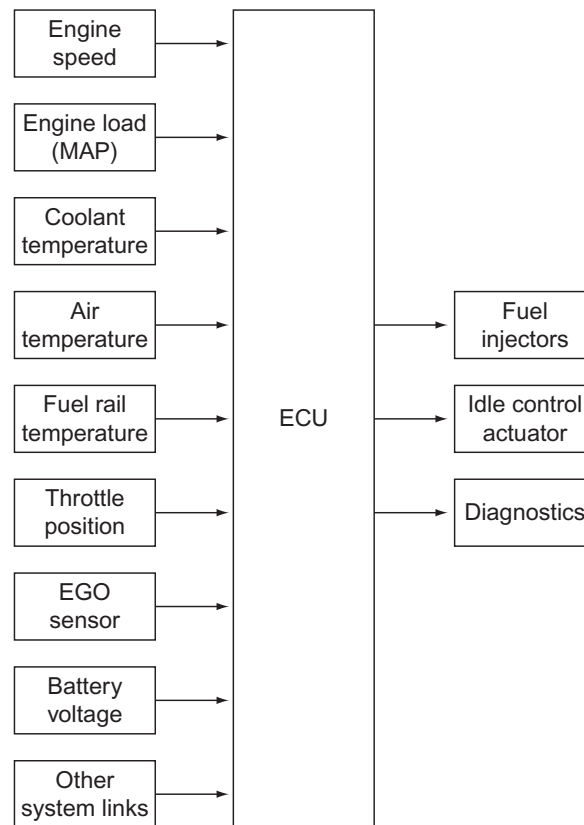 Engine
speed
Engine load
(MAP)
Coolant
temperature
Air
temperature
Fuel rail
temperature
Throttle
position
EGO
sensor
Battery
voltage
Other
system links
ECU
Fuel
injectors
Idle control
actuator
Diagnostics